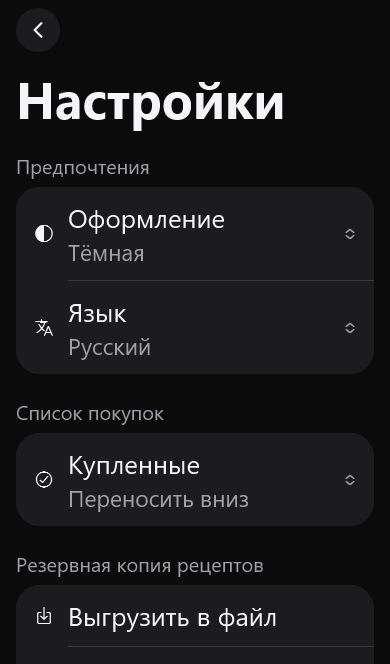 Настройки
Предпочтения
Оформление
Тёмная
Язык
Русский
Список покупок
Купленные
Переносить вниз
Резервная копия рецептов
Выгрузить в файл